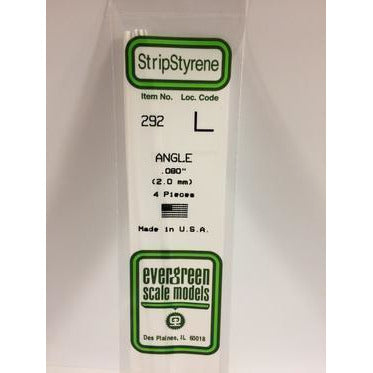 StripStyrene
Item No. Loc. Code
292
ANGLE
.080"
(2.0 mm)
4 Pieces
Made in U.S.A.
evergreen
scale models
Des Plaines, IL 60018